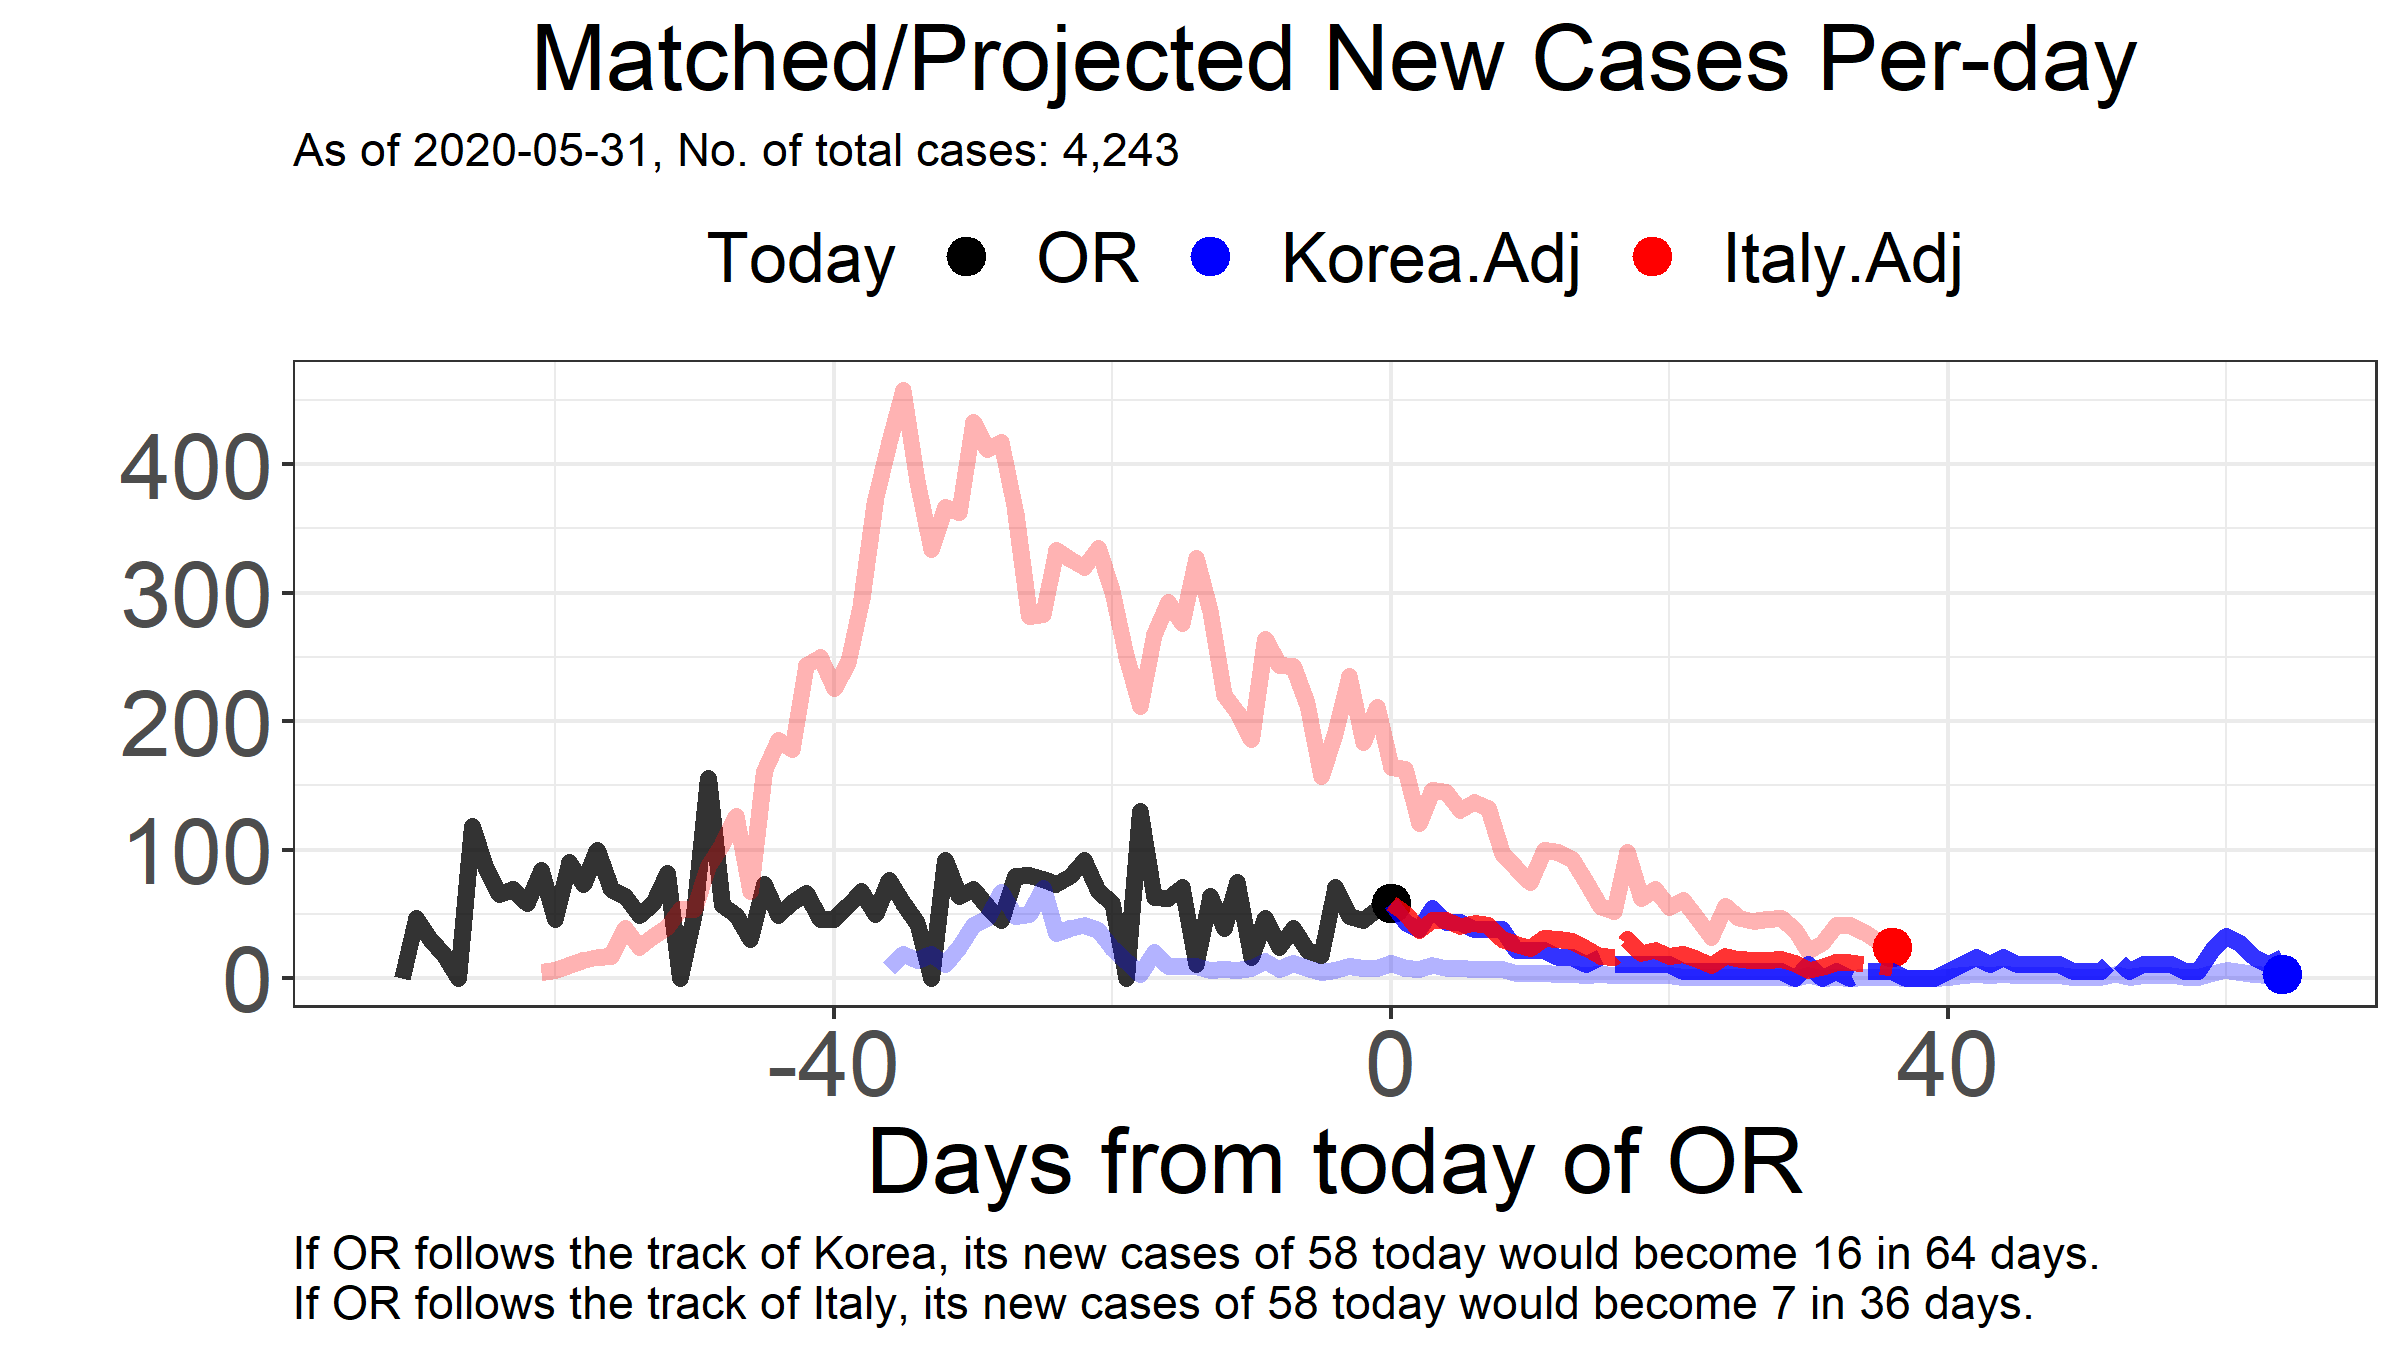 Matched/Projected New Cases Per-day
As of 2020-05-31, No. of total cases: 4,243
Today OR Korea.Adj Italy.Adj
400
300
200
100
0
-40 0 40
Days from today of OR
If OR follows the track of Korea, its new cases of 58 today would become 16 in 64 days.
If OR follows the track of Italy, its new cases of 58 today would become 7 in 36 days.